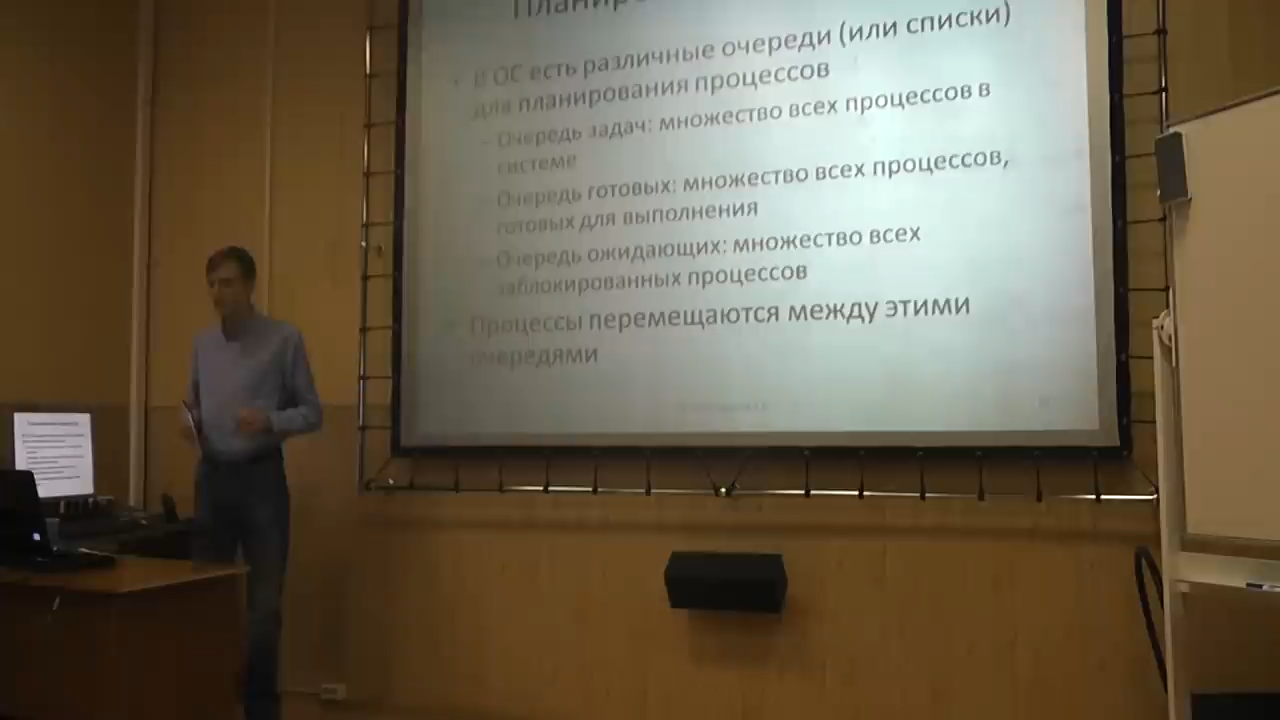 В ОС есть различные очереди (или списки)
для планирования процессов
- Очередь задач: множество всех процессов в
системе
- Очередь готовых: множество всех процессов,
готовых для выполнения
- Очередь ожидающих: множество всех
заблокированных процессов
Процессы перемещаются между этими
очередями